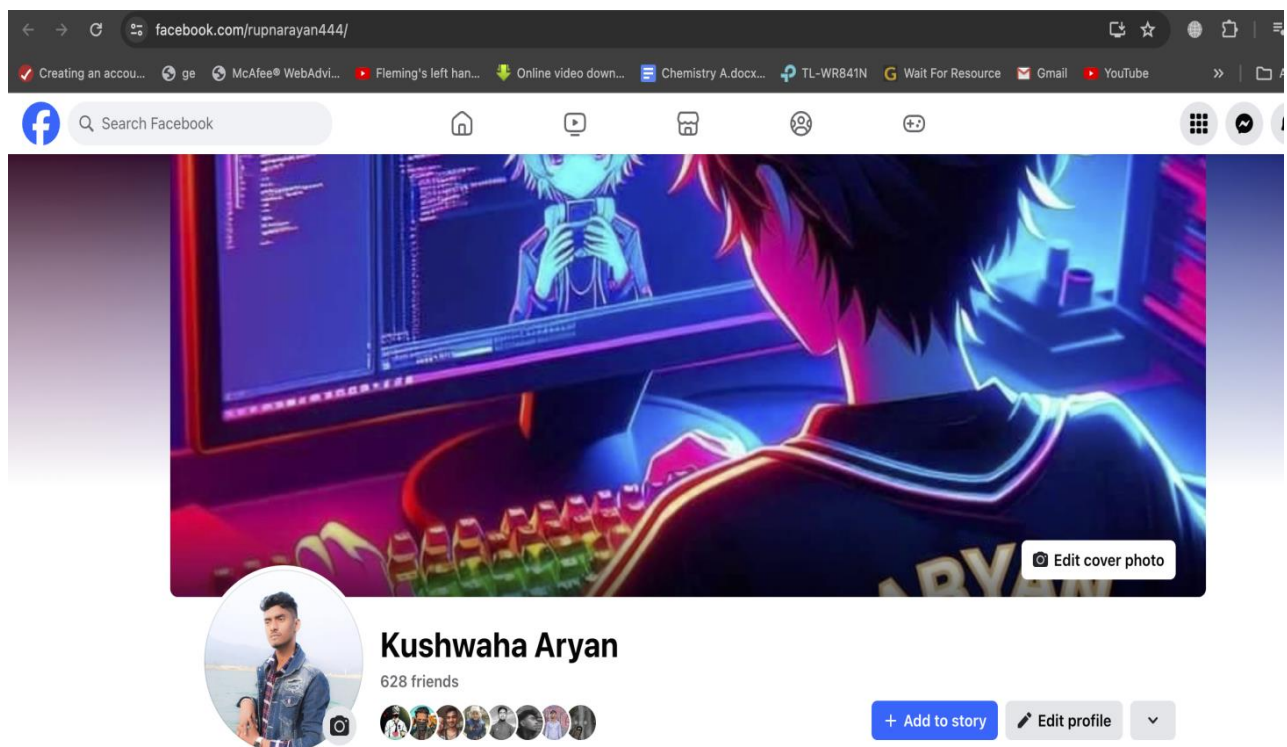 facebook.com/rupnarayan444/
Creating an accou... ge McAfee® WebAdvi... Fleming's left han... Online video down... Chemistry A.docx... TL-WR841N Wait For Resource Gmail YouTube »
Search Facebook
ARYAN
Edit cover photo
Kushwaha Aryan
628 friends
+ Add to story Edit profile